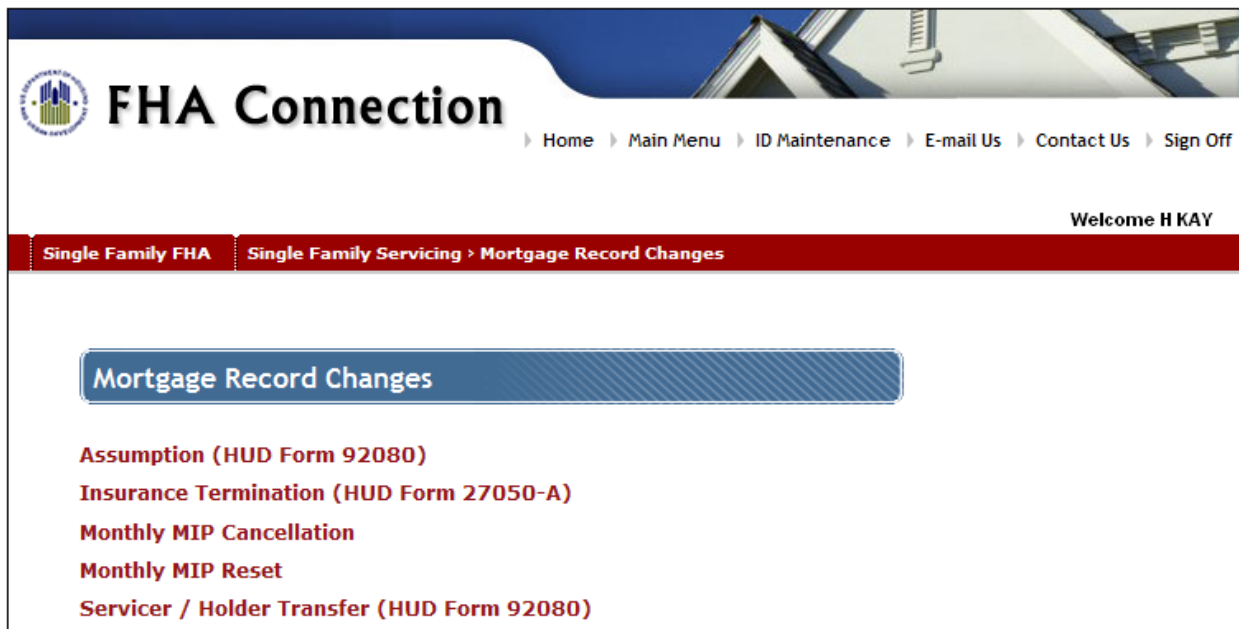 FHA Connection
Home Main Menu ID Maintenance E-mail Us Contact Us Sign Off
Welcome H KAY
Single Family FHA Single Family Servicing > Mortgage Record Changes
Mortgage Record Changes
Assumption (HUD Form 92080)
Insurance Termination (HUD Form 27050-A)
Monthly MIP Cancellation
Monthly MIP Reset
Servicer / Holder Transfer (HUD Form 92080)